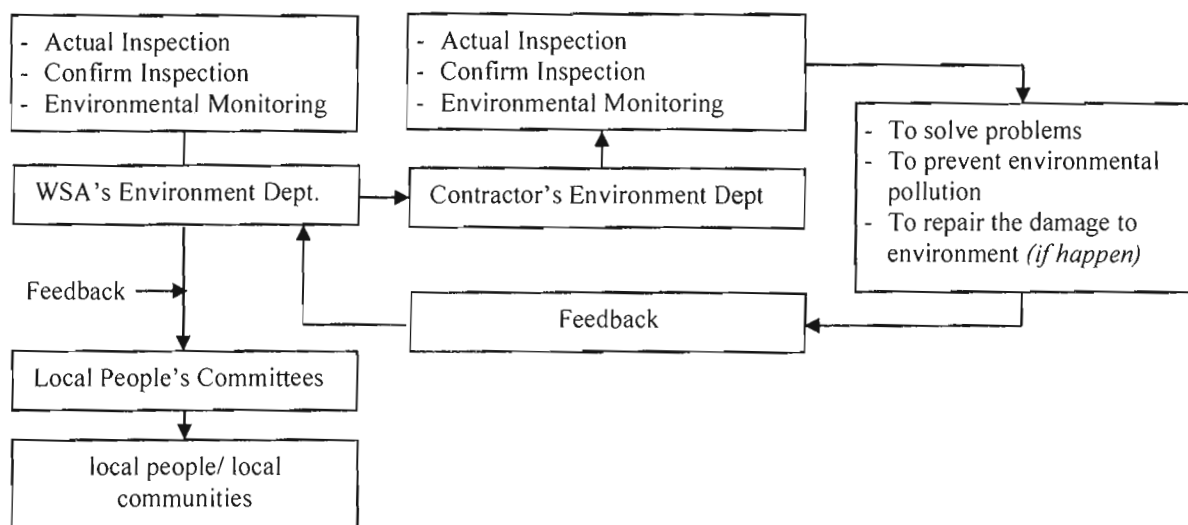 - Actual Inspection
- Confirm Inspection
- Environmental Monitoring
WSA's Environment Dept.
- Actual Inspection
- Confirm Inspection
- Environmental Monitoring
Contractor's Environment Dept
- To solve problems
- To prevent environmental
pollution
- To repair the damage to
environment (if happen)
Feedback
Feedback
Local People's Committees
local people/ local
communities